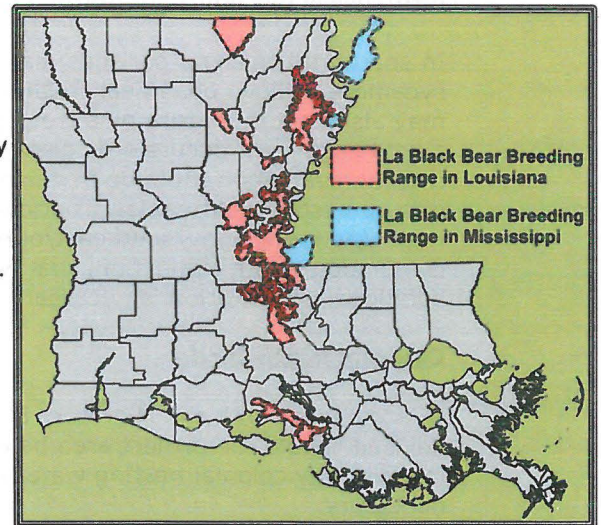 y
La Black Bear Breeding
Range in Louisiana
La Black Bear Breeding
Range in Mississippi
.